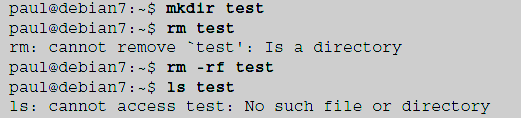 paul@debian7:~$ mkdir test
paul@debian7:~$ rm test
rm: cannot remove `test': Is a directory
paul@debian7:~$ rm -rf test
paul@debian7:~$ ls test
ls: cannot access test: No such file or directory